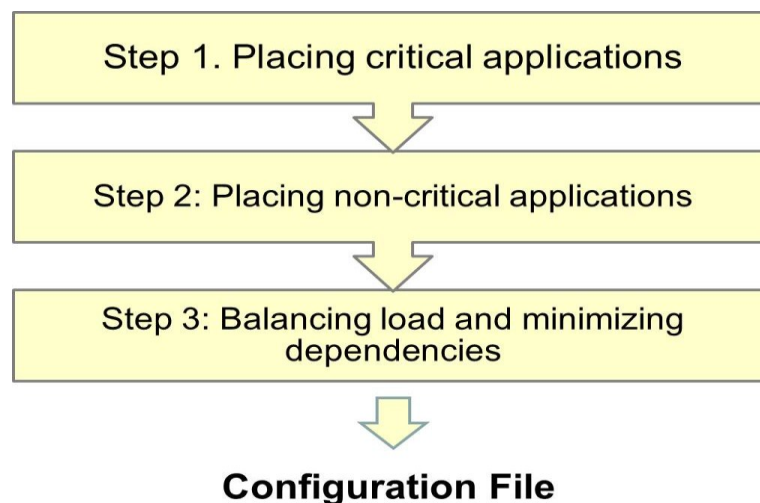 Step 1. Placing critical applications
Step 2: Placing non-critical applications
Step 3: Balancing load and minimizing
dependencies
Configuration File